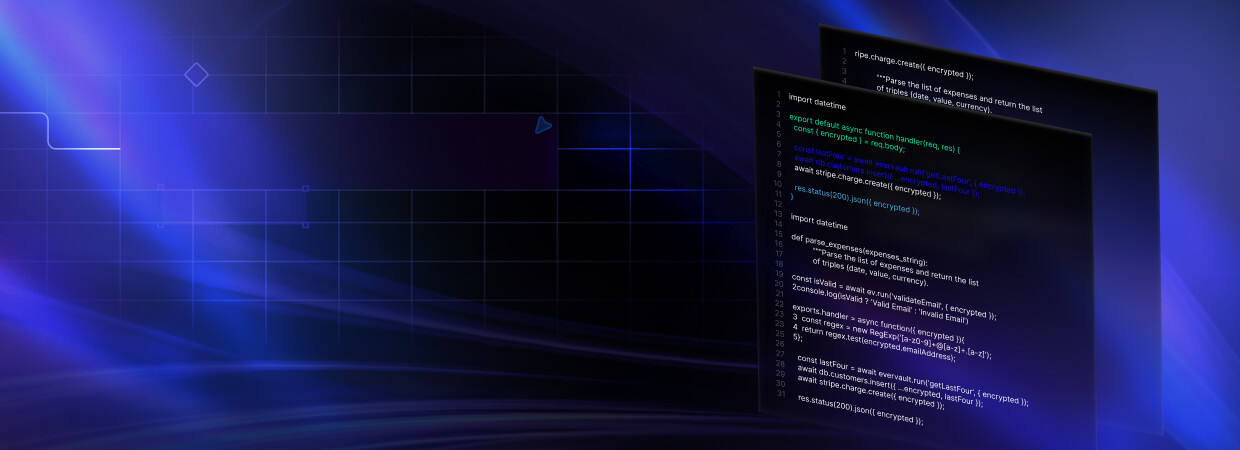 1 ripe.charge.create({ encrypted });
2
3 """Parse the list of expenses and return the list
4 of triples (date, value, currency).
1 import datetime
2
3 export default async function handler(req, res) {
4 const { encrypted } = req.body;
5
6 const lastFour = await evervault.run('getLastFour', { encrypted });
7 await db.customers.insert({ ...encrypted, lastFour });
8 await stripe.charge.create({ encrypted });
9
10 res.status(200).json({ encrypted });
11 }
12
13 import datetime
14
15 def parse_expenses(expenses_string):
16 """Parse the list of expenses and return the list
17 of triples (date, value, currency).
18
19 const isValid = await ev.run('validateEmail', { encrypted });
20 2console.log(isValid ? 'Valid Email' : 'Invalid Email')
21
22 exports.handler = async function({ encrypted }){
23 3 const regex = new RegExp('[a-z0-9]+@[a-z]+.[a-z]');
23 4 return regex.test(encrypted.emailAddress);
25 5};
26
27 const lastFour = await evervault.run('getLastFour', { encrypted });
28 await db.customers.insert({ ...encrypted, lastFour });
29 await stripe.charge.create({ encrypted });
30
31 res.status(200).json({ encrypted });